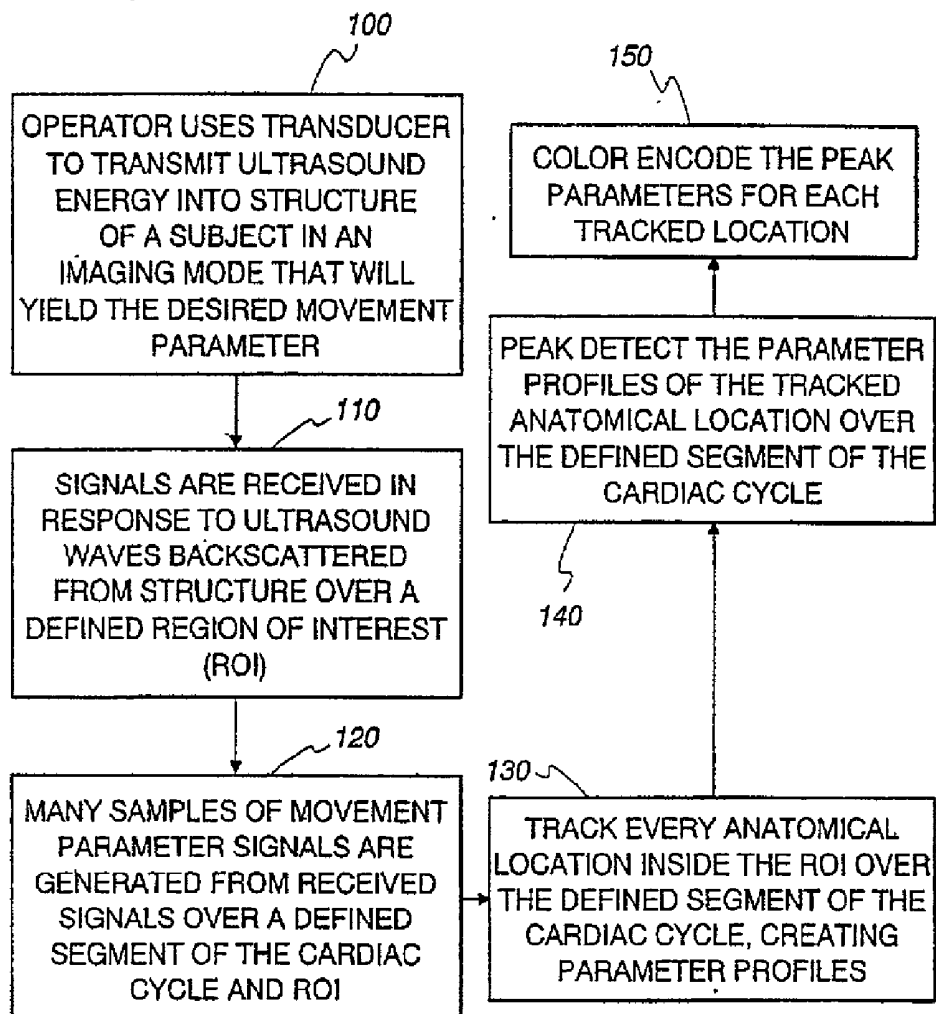 100
OPERATOR USES TRANSDUCER
TO TRANSMIT ULTRASOUND
ENERGY INTO STRUCTURE
OF A SUBJECT IN AN
IMAGING MODE THAT WILL
YIELD THE DESIRED MOVEMENT
PARAMETER
110
SIGNALS ARE RECEIVED IN
RESPONSE TO ULTRASOUND
WAVES BACKSCATTERED
FROM STRUCTURE OVER A
DEFINED REGION OF INTEREST
(ROI)
120
MANY SAMPLES OF MOVEMENT
PARAMETER SIGNALS ARE
GENERATED FROM RECEIVED
SIGNALS OVER A DEFINED
SEGMENT OF THE CARDIAC
CYCLE AND ROI
130
TRACK EVERY ANATOMICAL
LOCATION INSIDE THE ROI OVER
THE DEFINED SEGMENT OF THE
CARDIAC CYCLE, CREATING
PARAMETER PROFILES
PEAK DETECT THE PARAMETER
PROFILES OF THE TRACKED
ANATOMICAL LOCATION OVER
THE DEFINED SEGMENT OF THE
CARDIAC CYCLE
140
150
COLOR ENCODE THE PEAK
PARAMETERS FOR EACH
TRACKED LOCATION